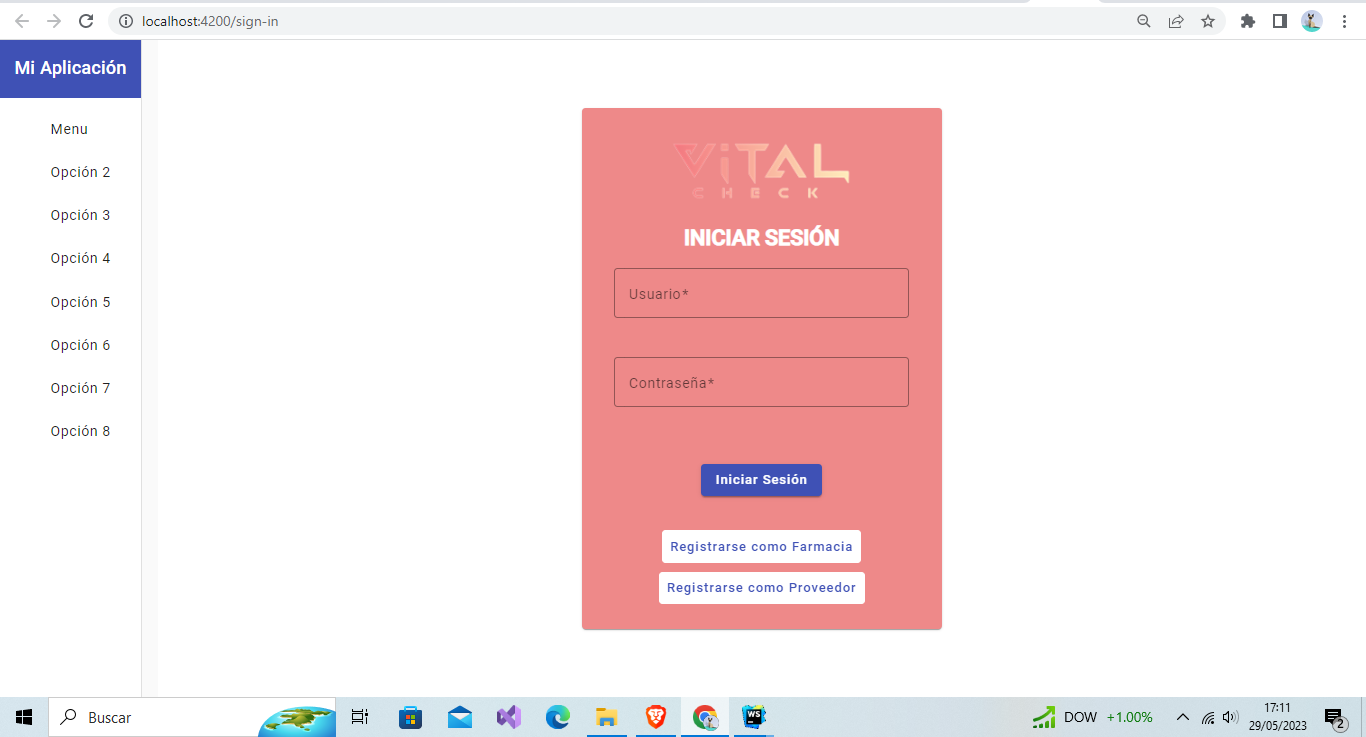 localhost:4200/sign-in
Mi Aplicación
Menu
Opción 2
Opción 3
Opción 4
Opción 5
Opción 6
Opción 7
Opción 8
ViTAL
CHECK
INICIAR SESIÓN
Usuario*
Contraseña*
Iniciar Sesión
Registrarse como Farmacia
Registrarse como Proveedor
Buscar
WS
DOW +1.00%
17:11
29/05/2023
2